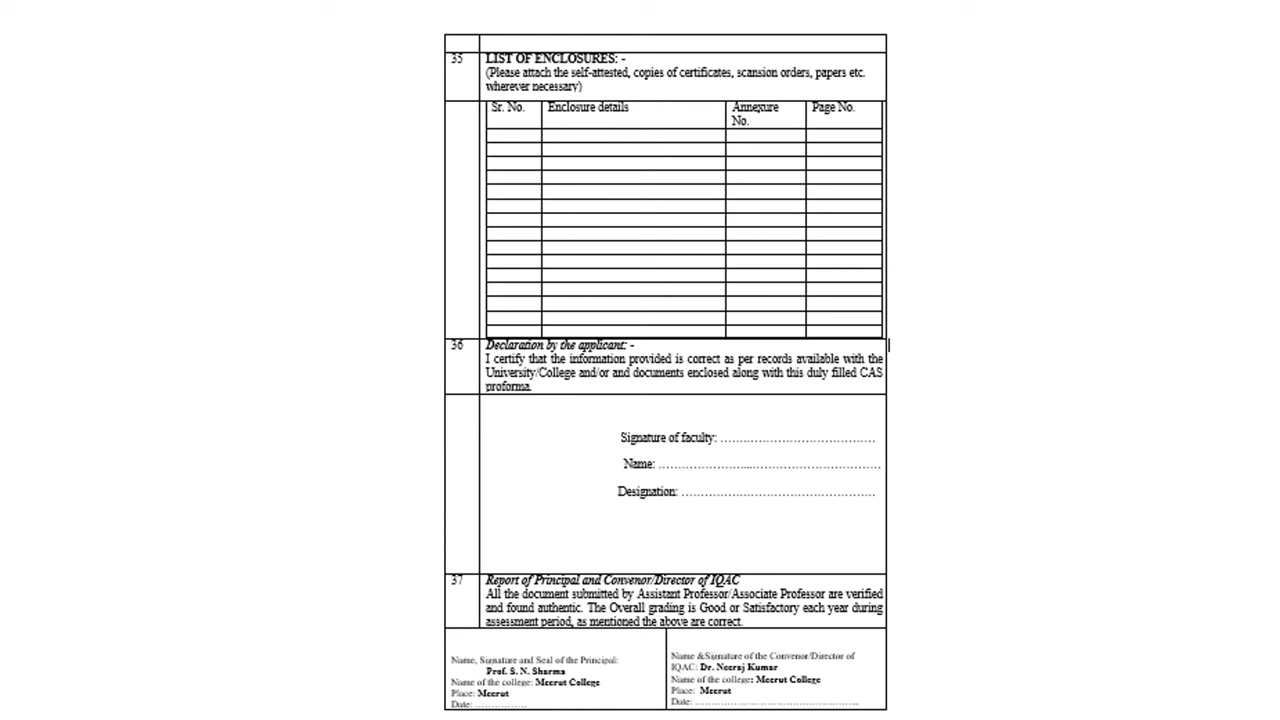 35 LIST OF ENCLOSURES: -
(Please attach the self-attested, copies of certificates, scansion orders, papers etc.
wherever necessary)
Sr. No. Enclosure details Annexure No. Page No.
36 Declaration by the applicant: -
I certify that the information provided is correct as per records available with the
University/College and/or and documents enclosed along with this duly filled CAS
proforma.
Signature of faculty: ........................................
Name: ........................................
Designation: ........................................
37 Report of Principal and Convenor/Director of IQAC
All the document submitted by Assistant Professor/Associate Professor are verified
and found authentic. The Overall grading is Good or Satisfactory each year during
assessment period, as mentioned the above are correct.
Name, Signature and Seal of the Principal:
Prof. S. N. Sharma
Name of the college: Meerut College
Place: Meerut
Date: ................
Name &Signature of the Convenor/Director of
IQAC: Dr. Neeraj Kumar
Name of the college: Meerut College
Place: Meerut
Date: ........................................